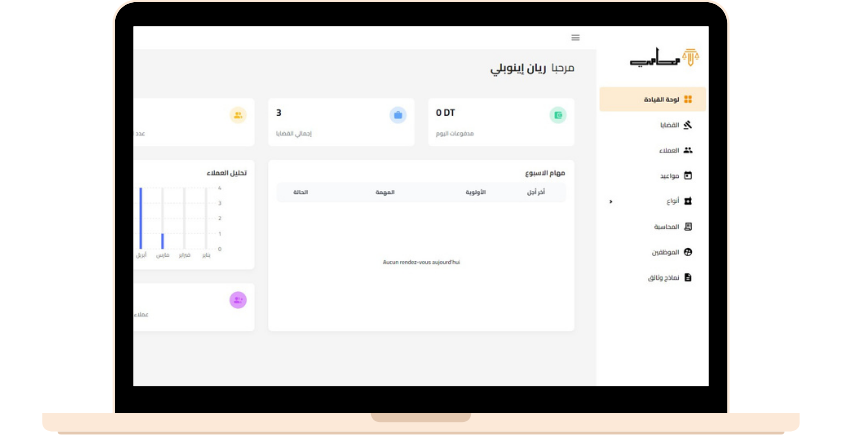 محامي
لوحة القيادة
القضايا
العملاء
مواعيد
أنواع
المحاسبة
الموظفين
نماذج وثائق
مرحبا ريان إينوبلي
0 DT
مدفوعات اليوم
3
إجمالي القضايا
عدد
مهام الاسبوع
أخر أجل الأولوية المهمة الحالة
Aucun rendez-vous aujourd'hui
تحليل العملاء
4
3
2
1
0
يناير فبراير مارس أبريل
عملاء